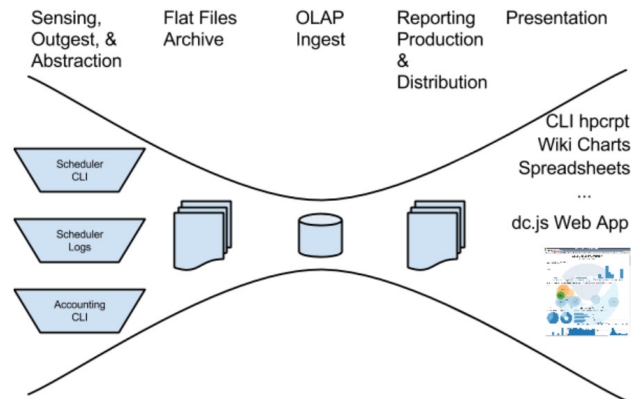 Sensing,
Outgest, &
Abstraction
Flat Files
Archive
OLAP
Ingest
Reporting
Production
&
Distribution
Presentation
Scheduler
CLI
Scheduler
Logs
Accounting
CLI
CLI hpcrpt
Wiki Charts
Spreadsheets
...
dc.js Web App